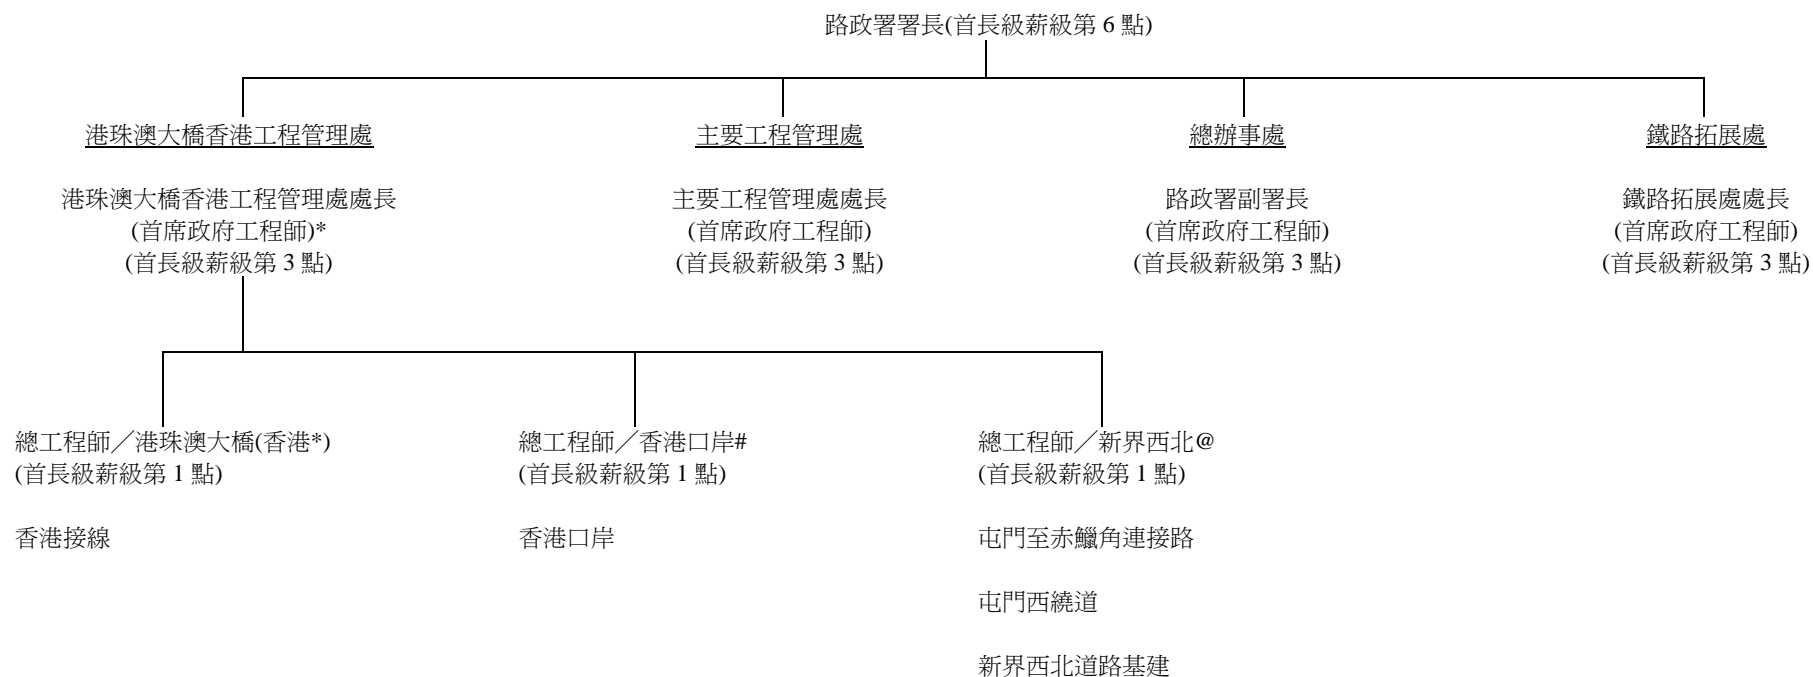 路政署署長(首長級薪級第 6 點)
港珠澳大橋香港工程管理處
主要工程管理處
總辦事處
鐵路拓展處
港珠澳大橋香港工程管理處處長
(首席政府工程師)*
(首長級薪級第 3 點)
主要工程管理處處長
(首席政府工程師)
(首長級薪級第 3 點)
路政署副署長
(首席政府工程師)
(首長級薪級第 3 點)
鐵路拓展處處長
(首席政府工程師)
(首長級薪級第 3 點)
總工程師╱港珠澳大橋(香港*)
(首長級薪級第 1 點)
香港接線
總工程師╱香港口岸#
(首長級薪級第 1 點)
香港口岸
總工程師╱新界西北@
(首長級薪級第 1 點)
屯門至赤鱲角連接路
屯門西繞道
新界西北道路基建